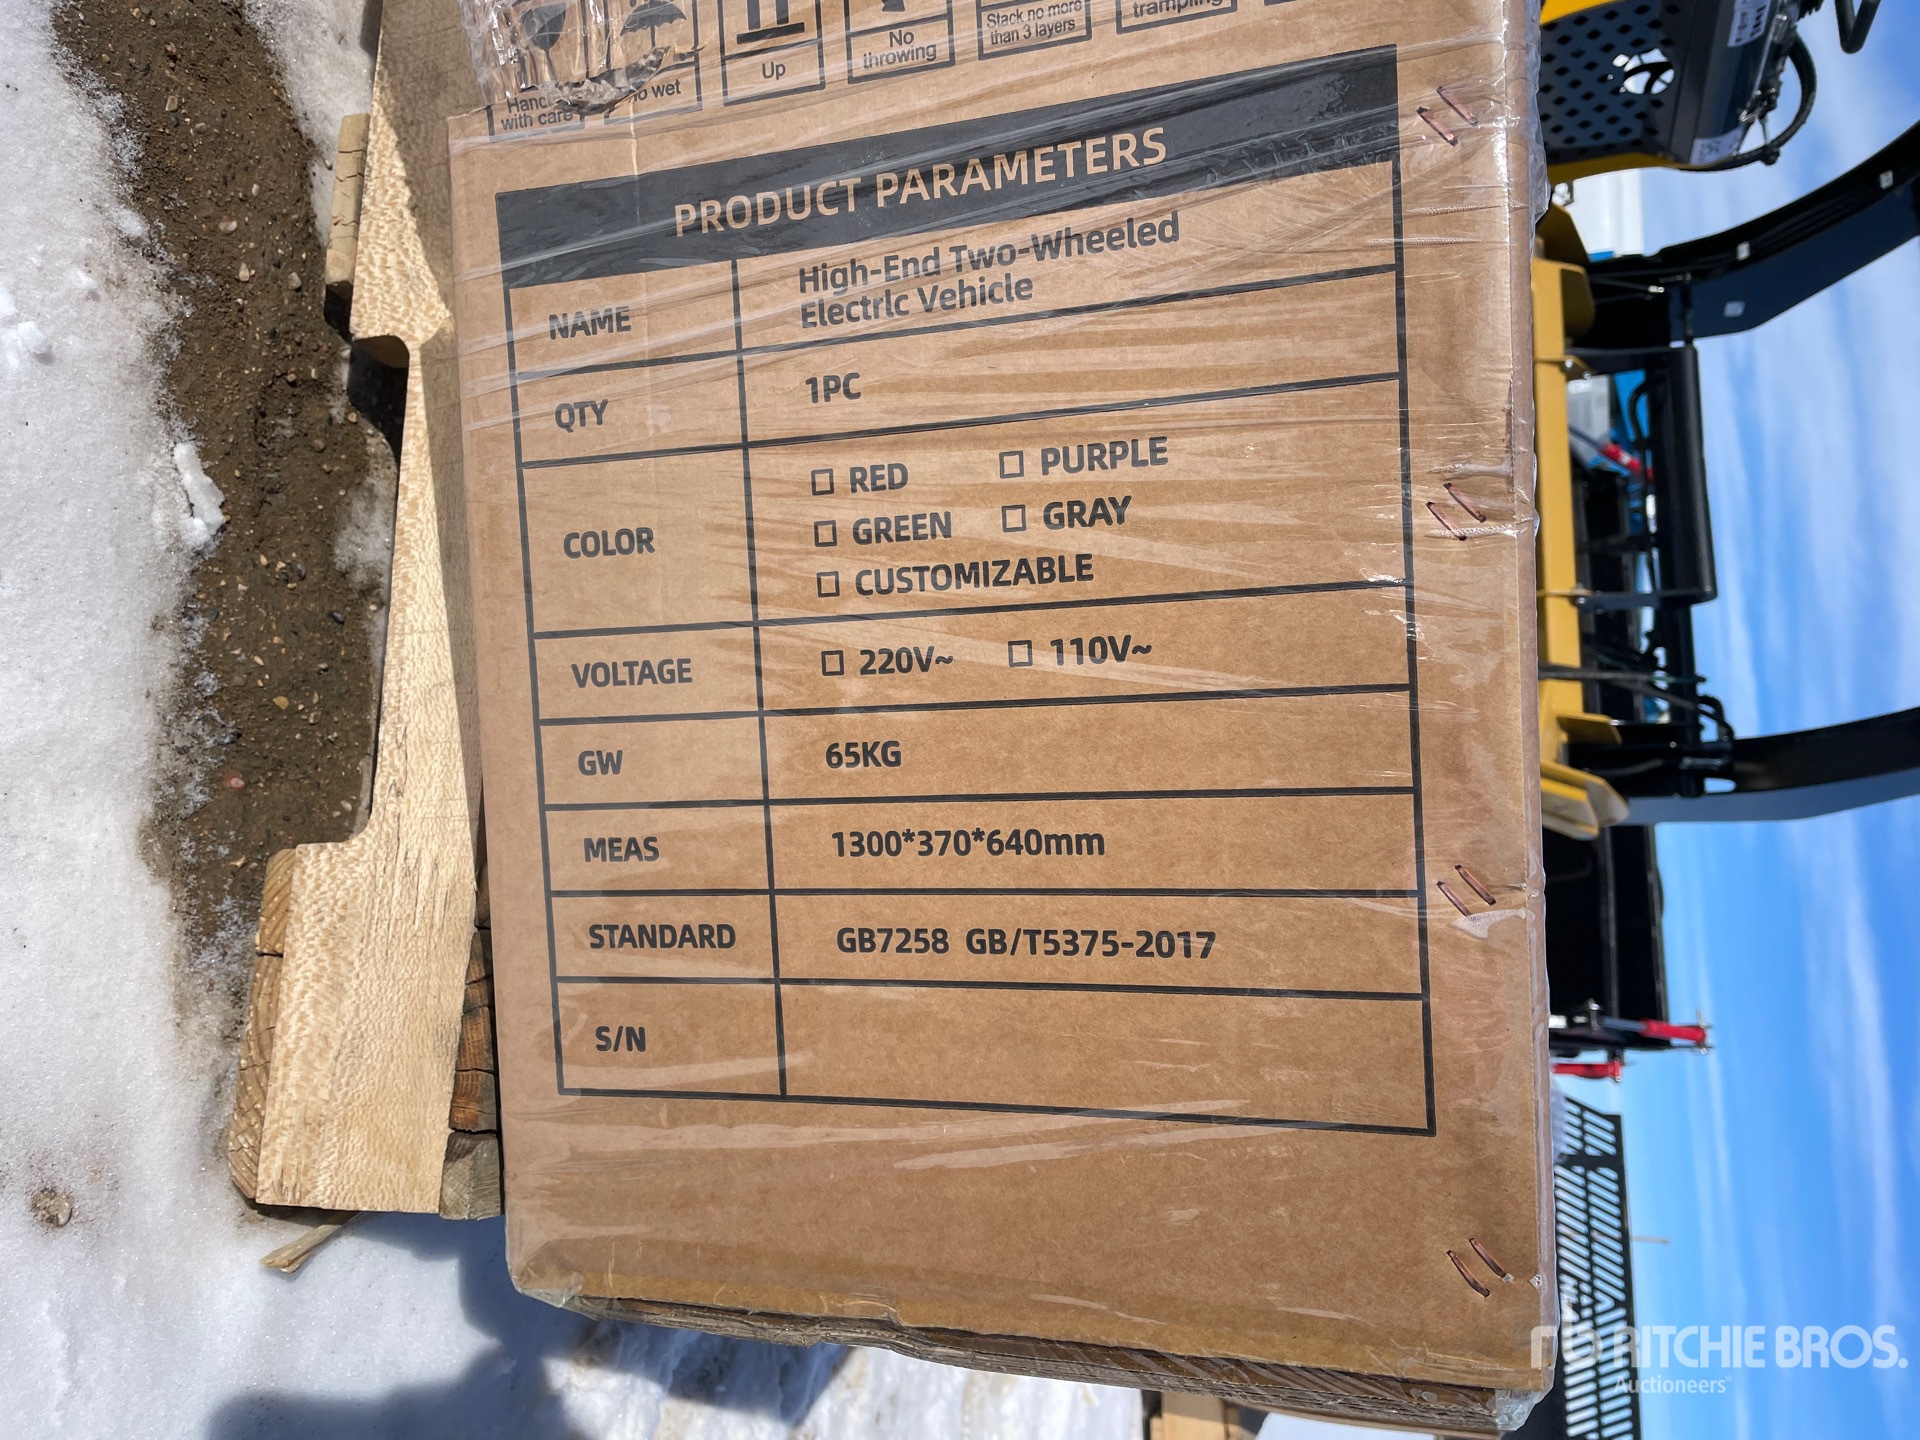 with care
wet
Up
No
throwing
Stack no more
than 3 layers
trampling
PRODUCT PARAMETERS
NAME High-End Two-Wheeled
Electric Vehicle
QTY 1PC
COLOR ☐ RED ☐ PURPLE
☐ GREEN ☐ GRAY
☐ CUSTOMIZABLE
VOLTAGE ☐ 220V~ ☐ 110V~
GW 65KG
MEAS 1300*370*640mm
STANDARD GB7258 GB/T5375-2017
S/N
RITCHIE BROS.
Auctioneers